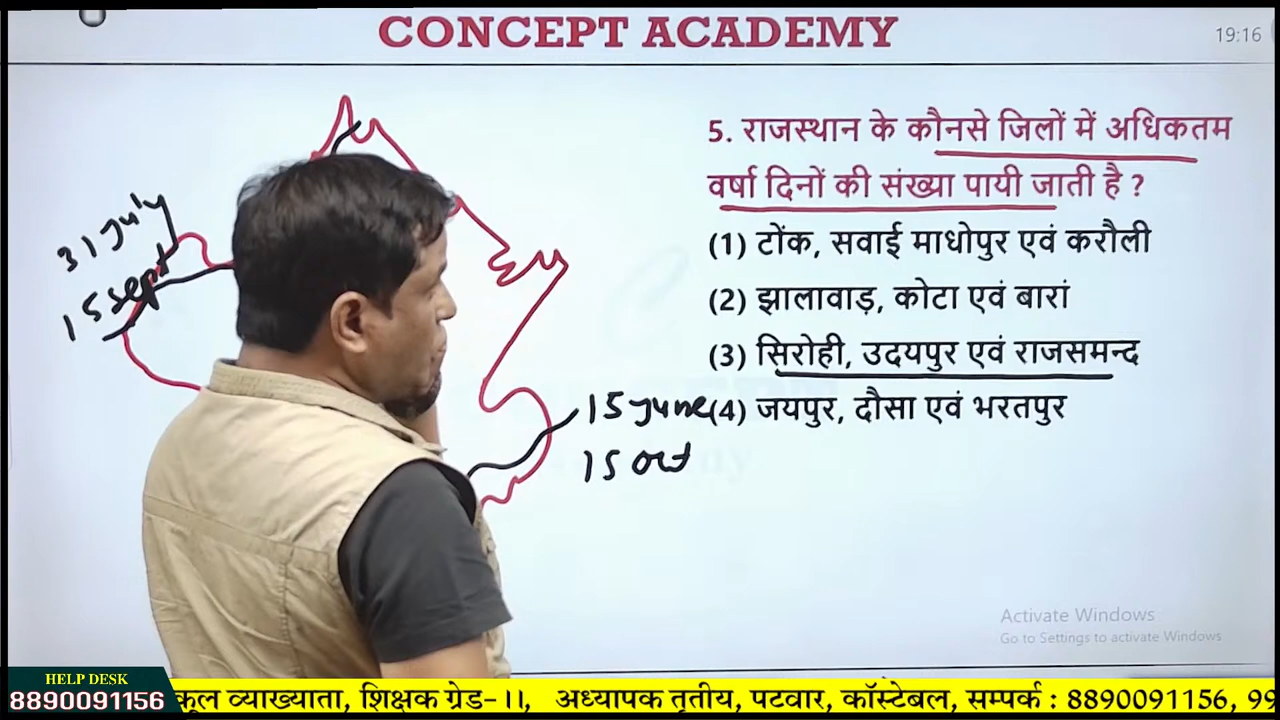 CONCEPT ACADEMY
19:16
5. राजस्थान के कौनसे जिलों में अधिकतम
वर्षा दिनों की संख्या पायी जाती है ?
(1) टोंक, सवाई माधोपुर एवं करौली
(2) झालावाड़, कोटा एवं बारां
(3) सिरोही, उदयपुर एवं राजसमन्द
(4) जयपुर, दौसा एवं भरतपुर
31 July
15 Sept
15 June
15 Oct
Activate Windows
Go to Settings to activate Windows
HELP DESK
8890091156
कूल व्याख्याता, शिक्षक ग्रेड-।।, अध्यापक तृतीय, पटवार, कॉस्टेबल, सम्पर्क : 8890091156, 99